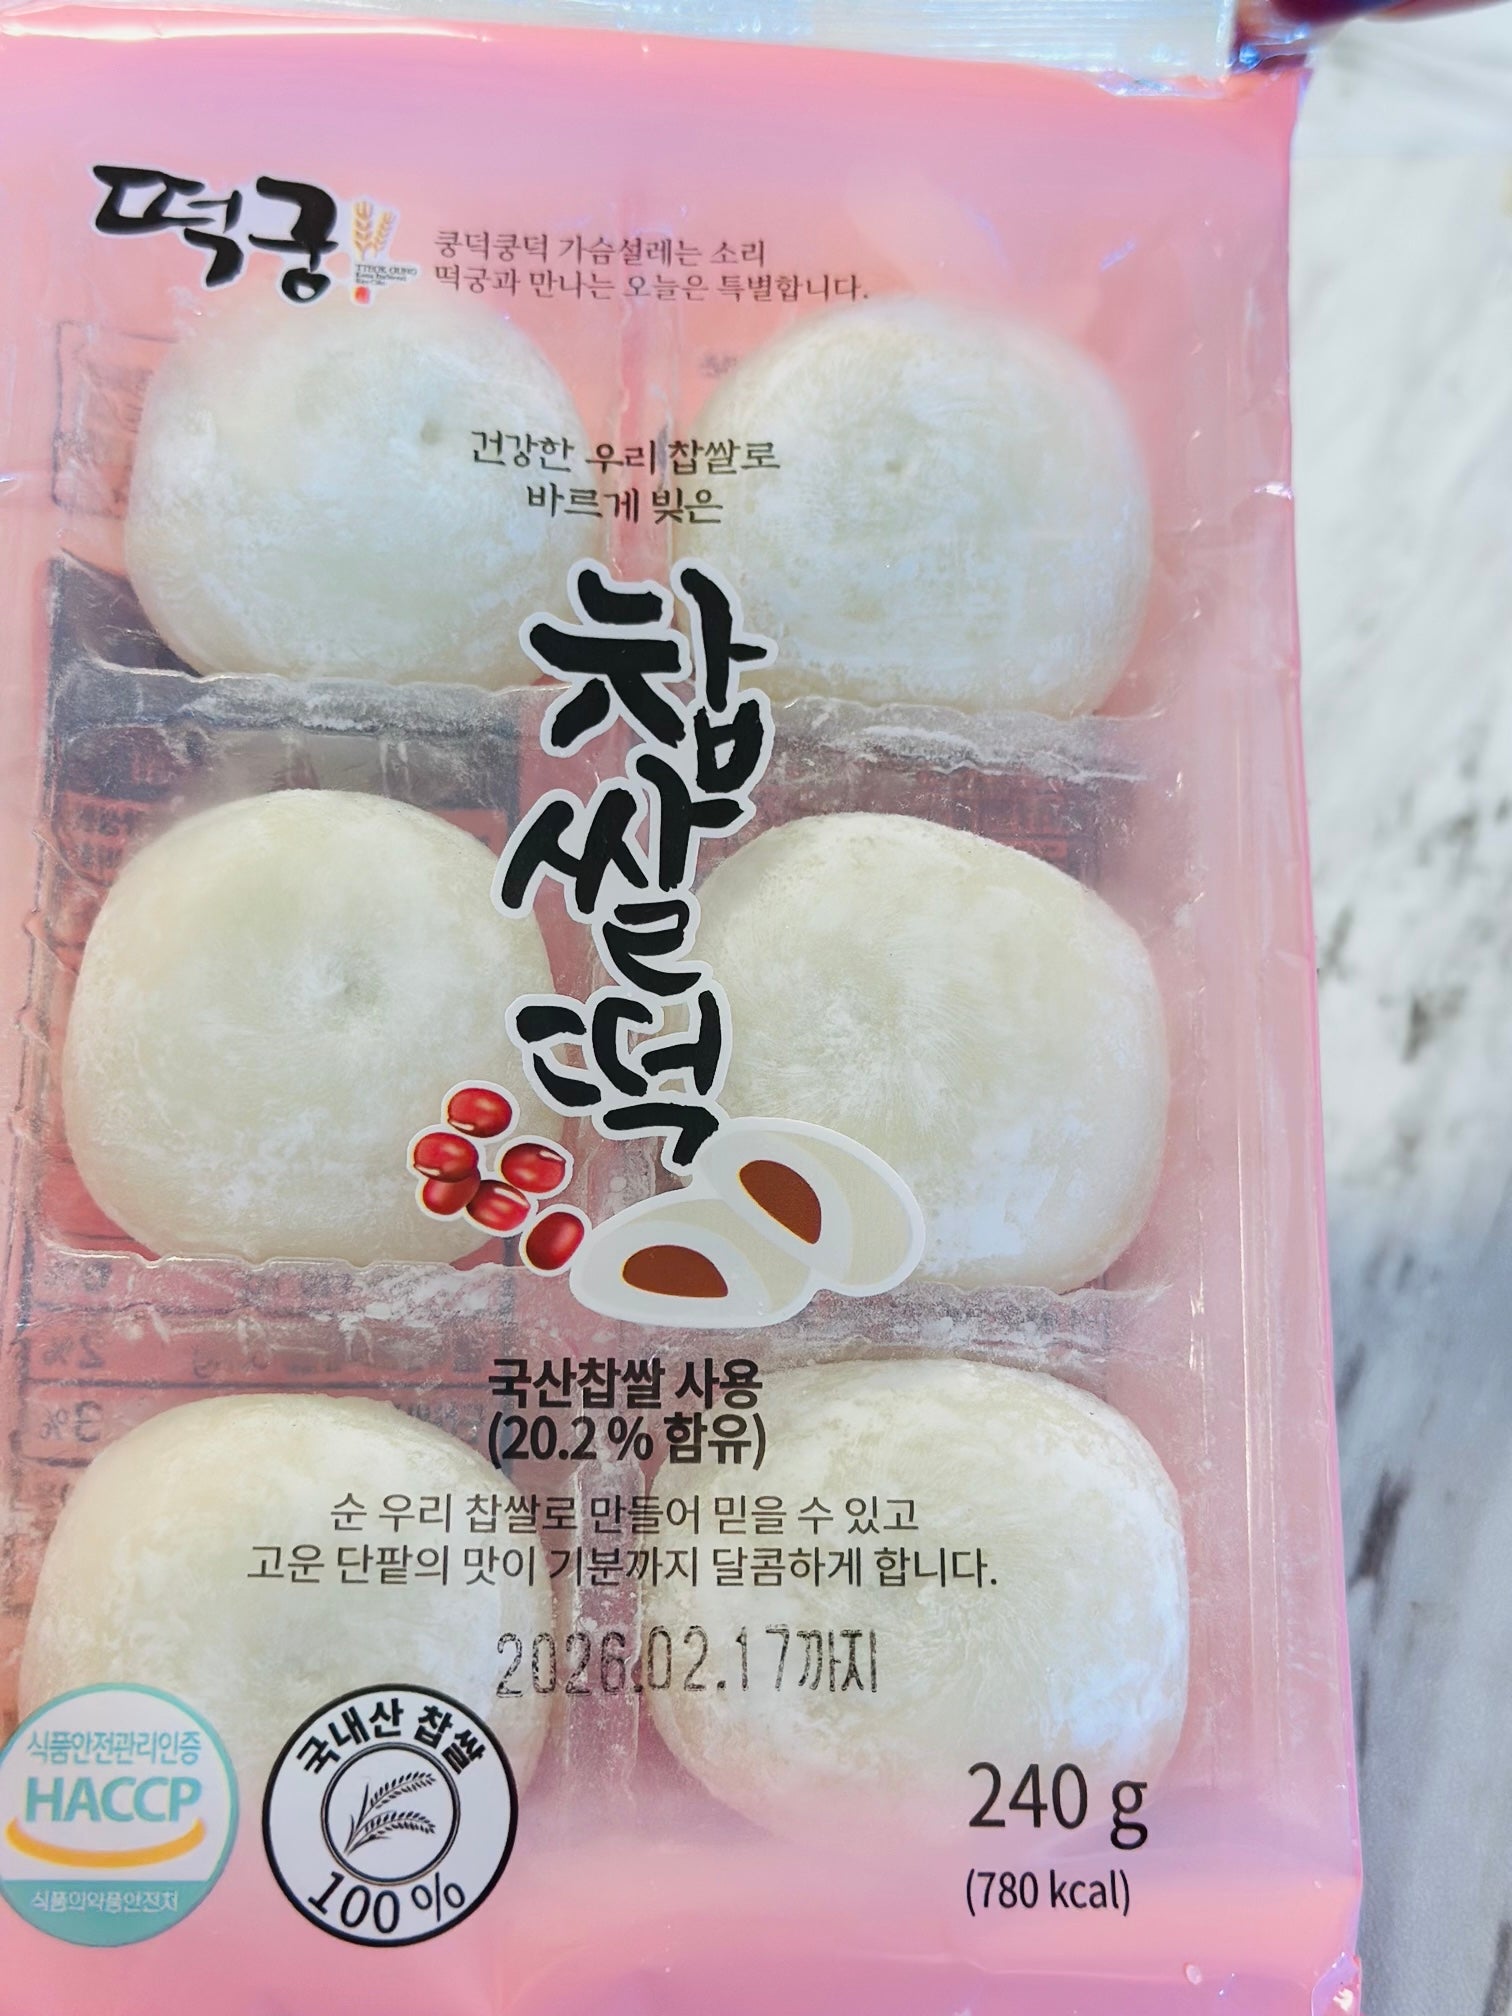 떡궁
TTEOK GUNG
쿵덕쿵덕 가슴설레는 소리
떡궁과 만나는 오늘은 특별합니다.
건강한 우리 찹쌀로
바르게 빚은
찹쌀떡
국산찹쌀 사용
(20.2 % 함유)
순 우리 찹쌀로 만들어 믿을 수 있고
고운 단팥의 맛이 기분까지 달콤하게 합니다.
2026.02.17까지
식품안전관리인증
HACCP
식품의약품안전처
국내산 찹쌀
100 %
240 g
(780 kcal)